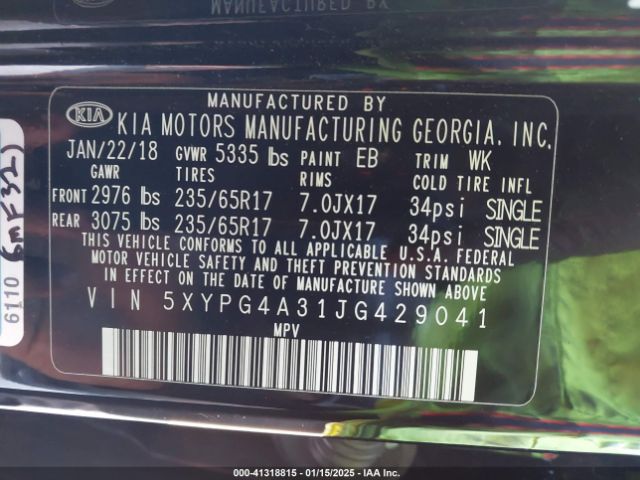 MANUFACTURED BY
KIA KIA MOTORS MANUFACTURING GEORGIA, INC.
JAN/22/18 GVWR 5335 lbs PAINT EB TRIM WK
GAWR TIRES RIMS COLD TIRE INFL
FRONT 2976 lbs 235/65R17 7.0JX17 34psi SINGLE
REAR 3075 lbs 235/65R17 7.0JX17 34psi SINGLE
THIS VEHICLE CONFORMS TO ALL APPLICABLE U.S.A. FEDERAL
MOTOR VEHICLE SAFETY AND THEFT PREVENTION STANDARDS
IN EFFECT ON THE DATE OF MANUFACTURE SHOWN ABOVE.
VIN 5XYPG4A31JG429041
MPV
6110
000-41318815 - 01/15/2025 - IAA Inc.